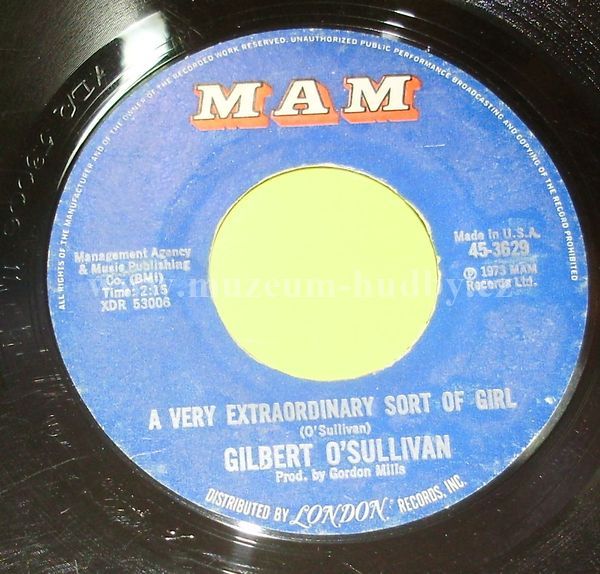 ALL RIGHTS OF THE MANUFACTURER AND OF THE OWNER OF THE RECORDED WORK RESERVED. UNAUTHORIZED PUBLIC PERFORMANCE BROADCASTING AND COPYING OF THE RECORD PROHIBITED
MAM
Management Agency
& Music Publishing
Co. (BMI)
Time: 2:15
XDR 53006
Made in U.S.A.
45-3629
℗ 1973 MAM
Records Ltd.
www.muzeum-hudby.cz
A VERY EXTRAORDINARY SORT OF GIRL
(O'Sullivan)
GILBERT O'SULLIVAN
Prod. by Gordon Mills
DISTRIBUTED BY LONDON RECORDS, INC.